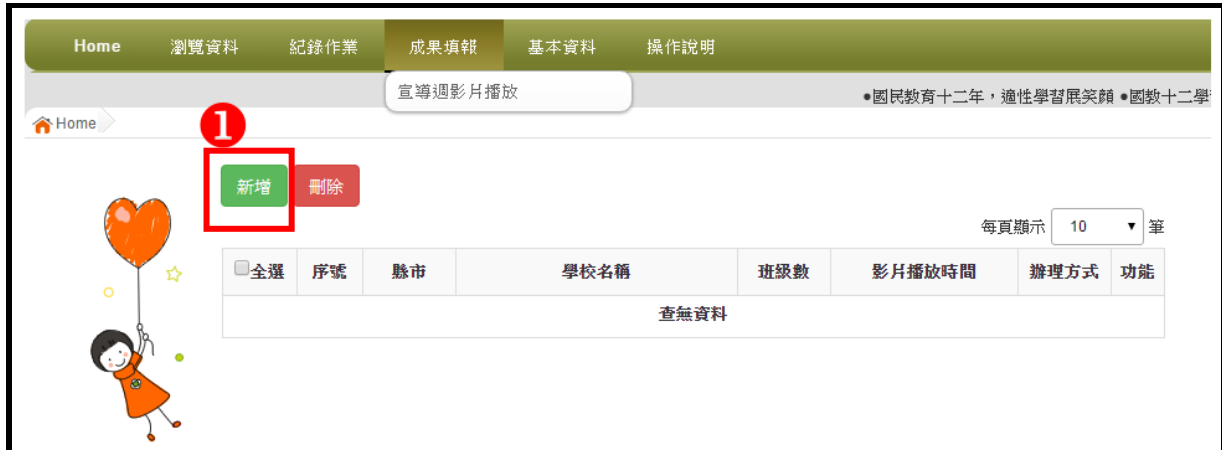 Home 瀏覽資料 紀錄作業 成果填報 基本資料 操作說明
宣導週影片播放
●國民教育十二年，適性學習展笑顏 ●國教十二學
Home
1
新增 刪除
每頁顯示 10 筆
全選 序號 縣市 學校名稱 班級數 影片播放時間 辦理方式 功能
查無資料